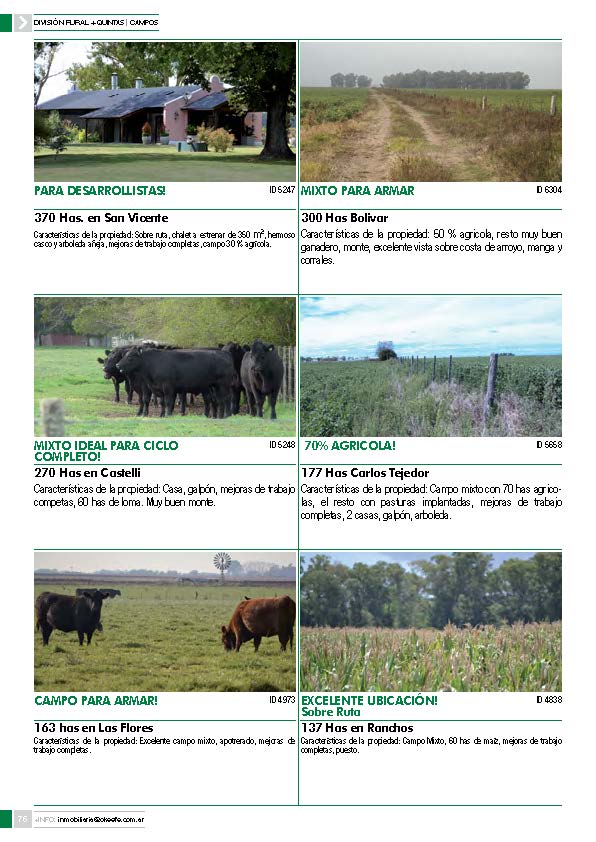 DIVISIÓN RURAL + QUINTAS | CAMPOS
PARA DESARROLLISTAS!
ID 5247
370 Has. en San Vicente
Características de la propiedad: Sobre ruta, chalet a estrenar de 350 m², hermoso
casco y arboleda añeja, mejoras de trabajo completas, campo 30 % agrícola.
MIXTO PARA ARMAR
ID 6304
300 Has Bolivar
Características de la propiedad: 50 % agricola, resto muy buen
ganadero, monte, excelente vista sobre costa de arroyo, manga y
corrales.
MIXTO IDEAL PARA CICLO
COMPLETO!
ID 5248
270 Has en Castelli
Características de la propiedad: Casa, galpón, mejoras de trabajo
competas, 60 has de loma. Muy buen monte.
70% AGRICOLA!
ID 5658
177 Has Carlos Tejedor
Características de la propiedad: Campo mixto con 70 has agrico-
las, el resto con pasturas implantadas, mejoras de trabajo
completas, 2 casas, galpón, arboleda.
CAMPO PARA ARMAR!
ID 4973
163 has en Las Flores
Características de la propiedad: Excelente campo mixto, apotrerado, mejoras de
trabajo completas.
EXCELENTE UBICACIÓN!
Sobre Ruta
ID 4838
137 Has en Ranchos
Características de la propiedad: Campo Mixto, 60 has de maíz, mejoras de trabajo
completas, puesto.
76
+INFO: inmobiliaria@okeefe.com.ar